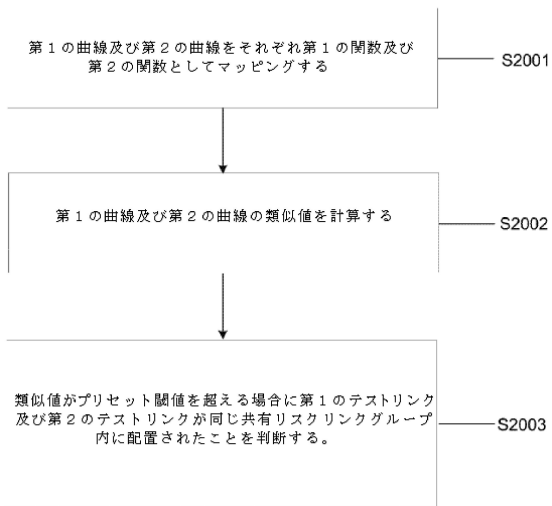 第１の曲線及び第２の曲線をそれぞれ第１の関数及び
第２の関数としてマッピングする
S2001
第１の曲線及び第２の曲線の類似値を計算する
S2002
類似値がプリセット閾値を超える場合に第１のテストリンク
及び第２のテストリンクが同じ共有リスクリンクグループ
内に配置されたことを判断する。
S2003